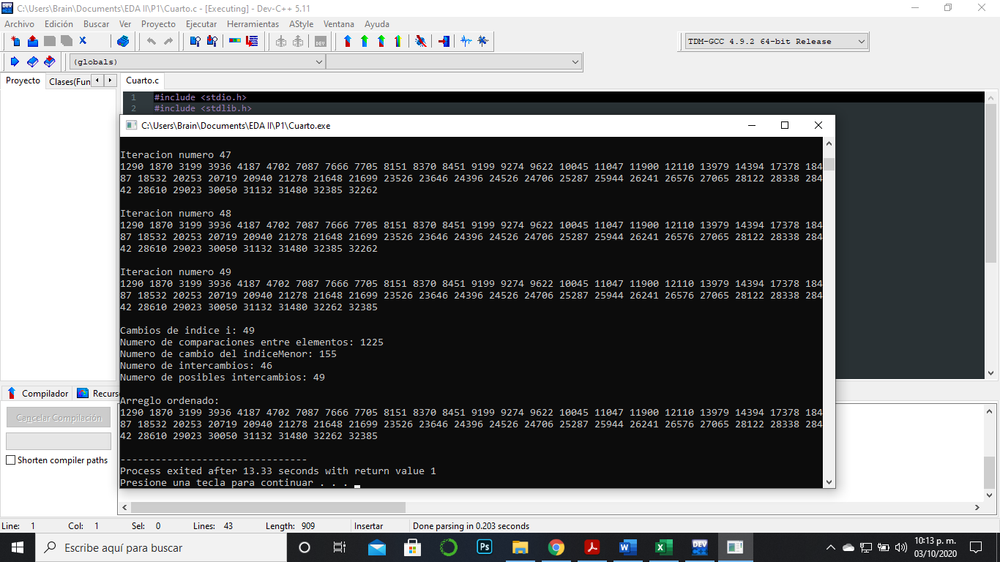 C:\Users\Brain\Documents\EDA II\P1\Cuarto.c - [Executing] - Dev-C++ 5.11
Archivo Edición Buscar Ver Proyecto Ejecutar Herramientas AStyle Ventana Ayuda
TDM-GCC 4.9.2 64-bit Release
(globals)
Proyecto Clases(Fun Cuarto.c
1 #include <stdio.h>
2 #include <stdlib.h>
C:\Users\Brain\Documents\EDA II\P1\Cuarto.exe
Iteracion numero 47
1290 1870 3199 3936 4187 4702 7087 7666 7705 8151 8370 8451 9199 9274 9622 10045 11047 11900 12110 13979 14394 17378 184
87 18532 20253 20719 20940 21278 21648 21699 23526 23646 24396 24526 24706 25287 25944 26241 26576 27065 28122 28338 284
42 28610 29023 30050 31132 31480 32385 32262
Iteracion numero 48
1290 1870 3199 3936 4187 4702 7087 7666 7705 8151 8370 8451 9199 9274 9622 10045 11047 11900 12110 13979 14394 17378 184
87 18532 20253 20719 20940 21278 21648 21699 23526 23646 24396 24526 24706 25287 25944 26241 26576 27065 28122 28338 284
42 28610 29023 30050 31132 31480 32385 32262
Iteracion numero 49
1290 1870 3199 3936 4187 4702 7087 7666 7705 8151 8370 8451 9199 9274 9622 10045 11047 11900 12110 13979 14394 17378 184
87 18532 20253 20719 20940 21278 21648 21699 23526 23646 24396 24526 24706 25287 25944 26241 26576 27065 28122 28338 284
42 28610 29023 30050 31132 31480 32262 32385
Cambios de indice i: 49
Numero de comparaciones entre elementos: 1225
Numero de cambio del indiceMenor: 155
Numero de intercambios: 46
Numero de posibles intercambios: 49
Arreglo ordenado:
1290 1870 3199 3936 4187 4702 7087 7666 7705 8151 8370 8451 9199 9274 9622 10045 11047 11900 12110 13979 14394 17378 184
87 18532 20253 20719 20940 21278 21648 21699 23526 23646 24396 24526 24706 25287 25944 26241 26576 27065 28122 28338 284
42 28610 29023 30050 31132 31480 32262 32385
--------------------------------
Process exited after 13.33 seconds with return value 1
Presione una tecla para continuar . . .
Compilador Recurs
Cancelar Compilación
Shorten compiler paths
Line: 1 Col: 1 Sel: 0 Lines: 43 Length: 909 Insertar Done parsing in 0.203 seconds
Escribe aquí para buscar
Ps
DEV
10:13 p. m.
03/10/2020